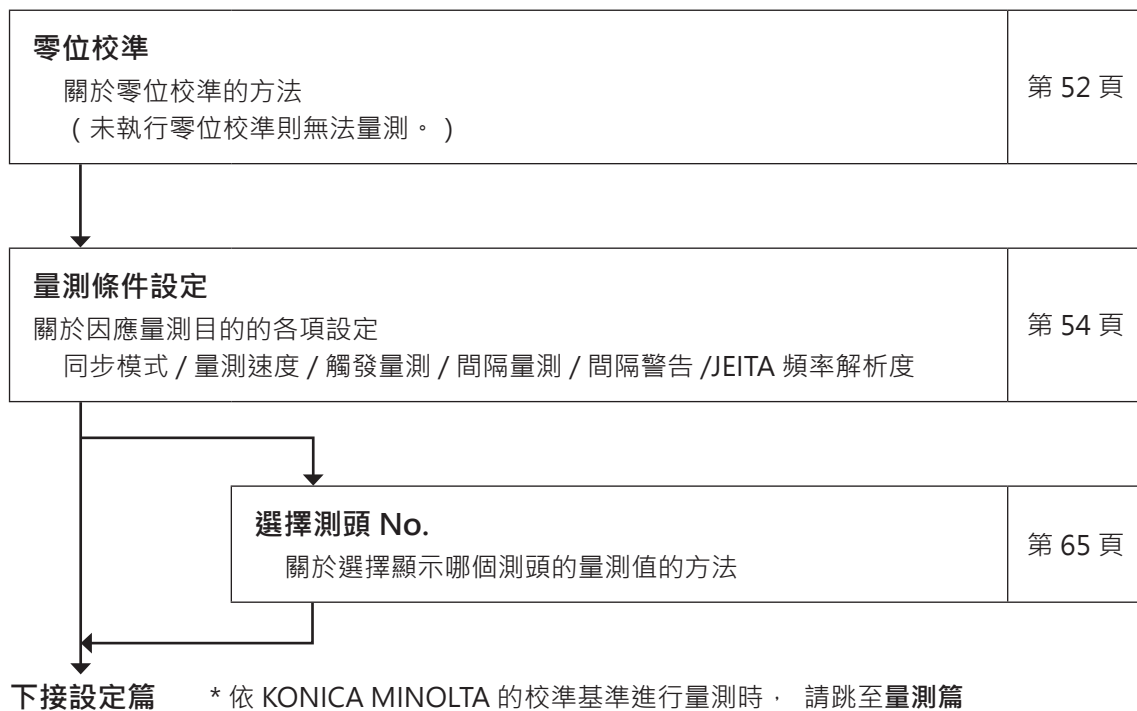 零位校準
關於零位校準的方法
( 未執行零位校準則無法量測。)
第 52 頁
量測條件設定
關於因應量測目的的各項設定
同步模式 / 量測速度 / 觸發量測 / 間隔量測 / 間隔警告 /JEITA 頻率解析度
第 54 頁
選擇測頭 No.
關於選擇顯示哪個測頭的量測值的方法
第 65 頁
下接設定篇 * 依 KONICA MINOLTA 的校準基準進行量測時, 請跳至量測篇